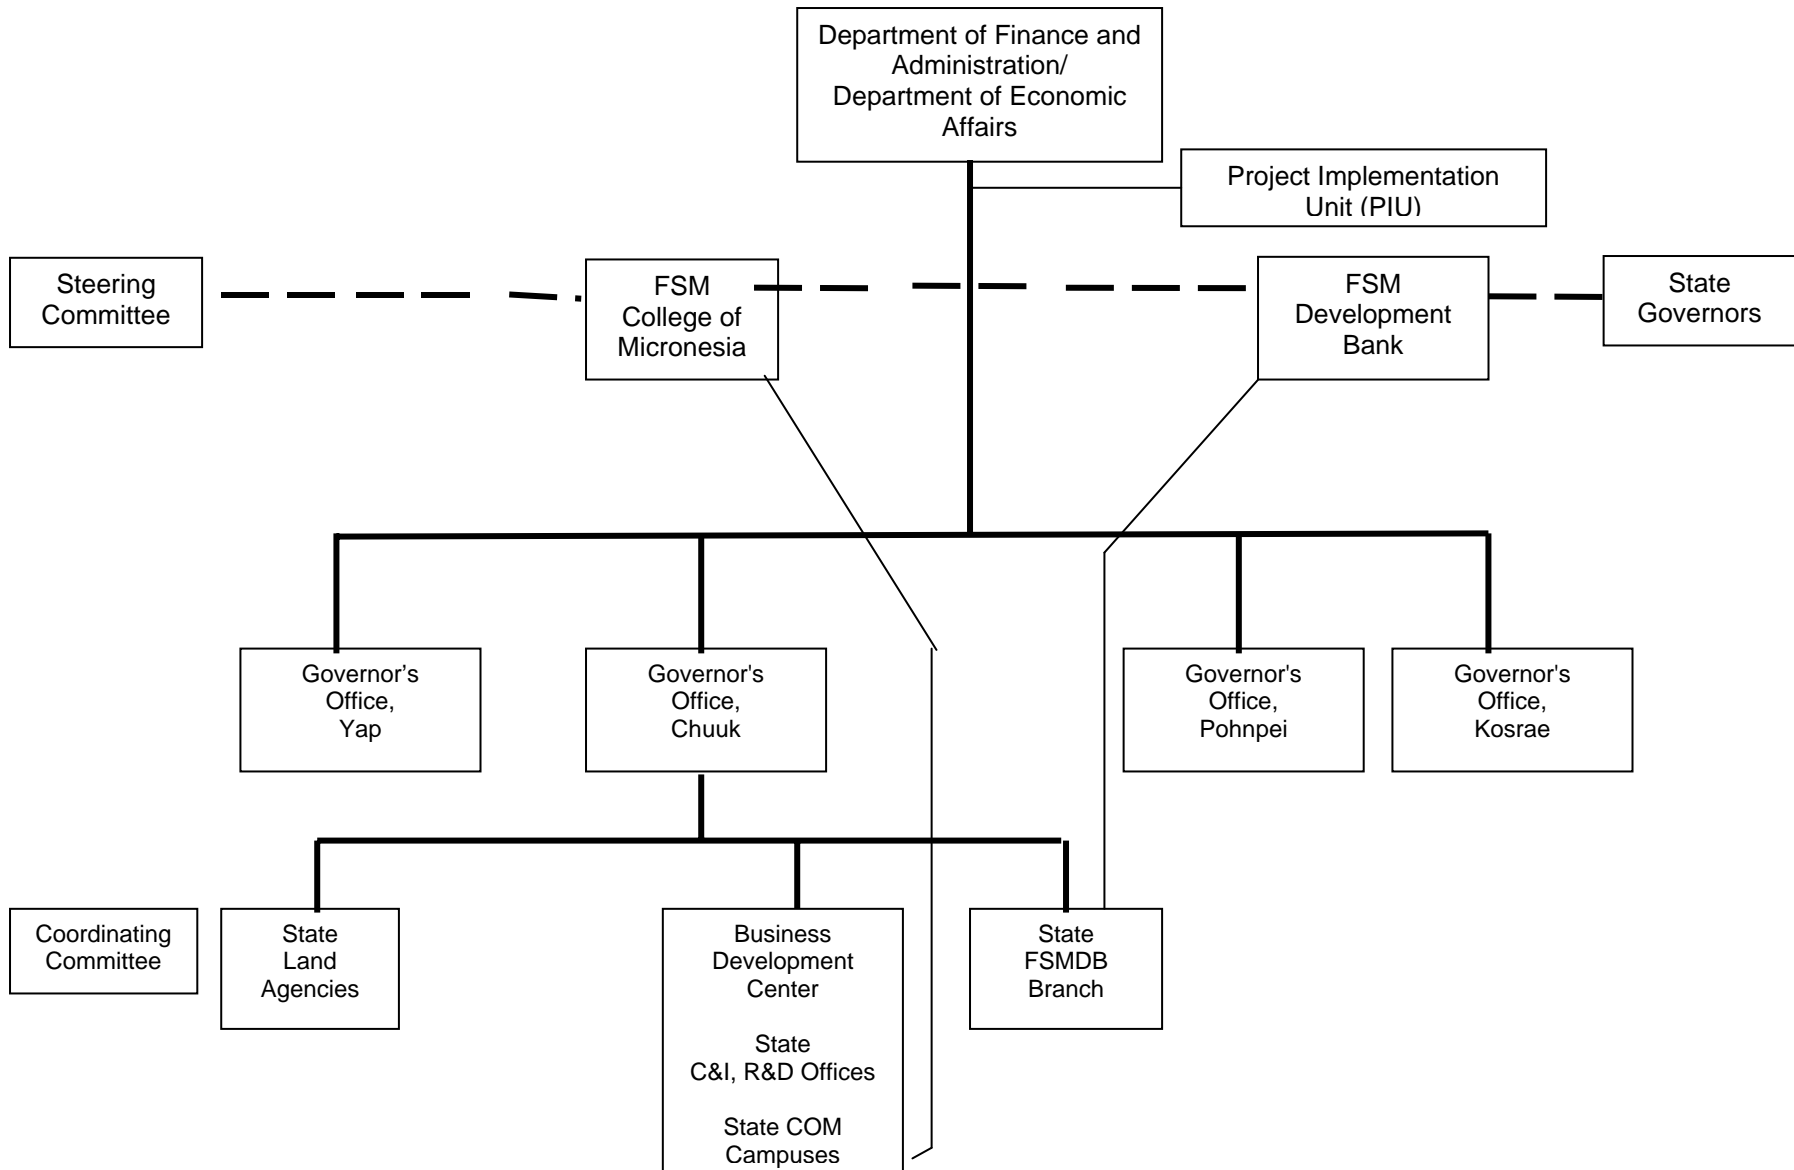 Department of Finance and
Administration/
Department of Economic
Affairs
Project Implementation
Unit (PIU)
Steering
Committee
FSM
College of
Micronesia
FSM
Development
Bank
State
Governors
Governor’s
Office,
Yap
Governor's
Office,
Chuuk
Governor's
Office,
Pohnpei
Governor's
Office,
Kosrae
Coordinating
Committee
State
Land
Agencies
Business
Development
Center
State
C&I, R&D Offices
State COM
Campuses
State
FSMDB
Branch